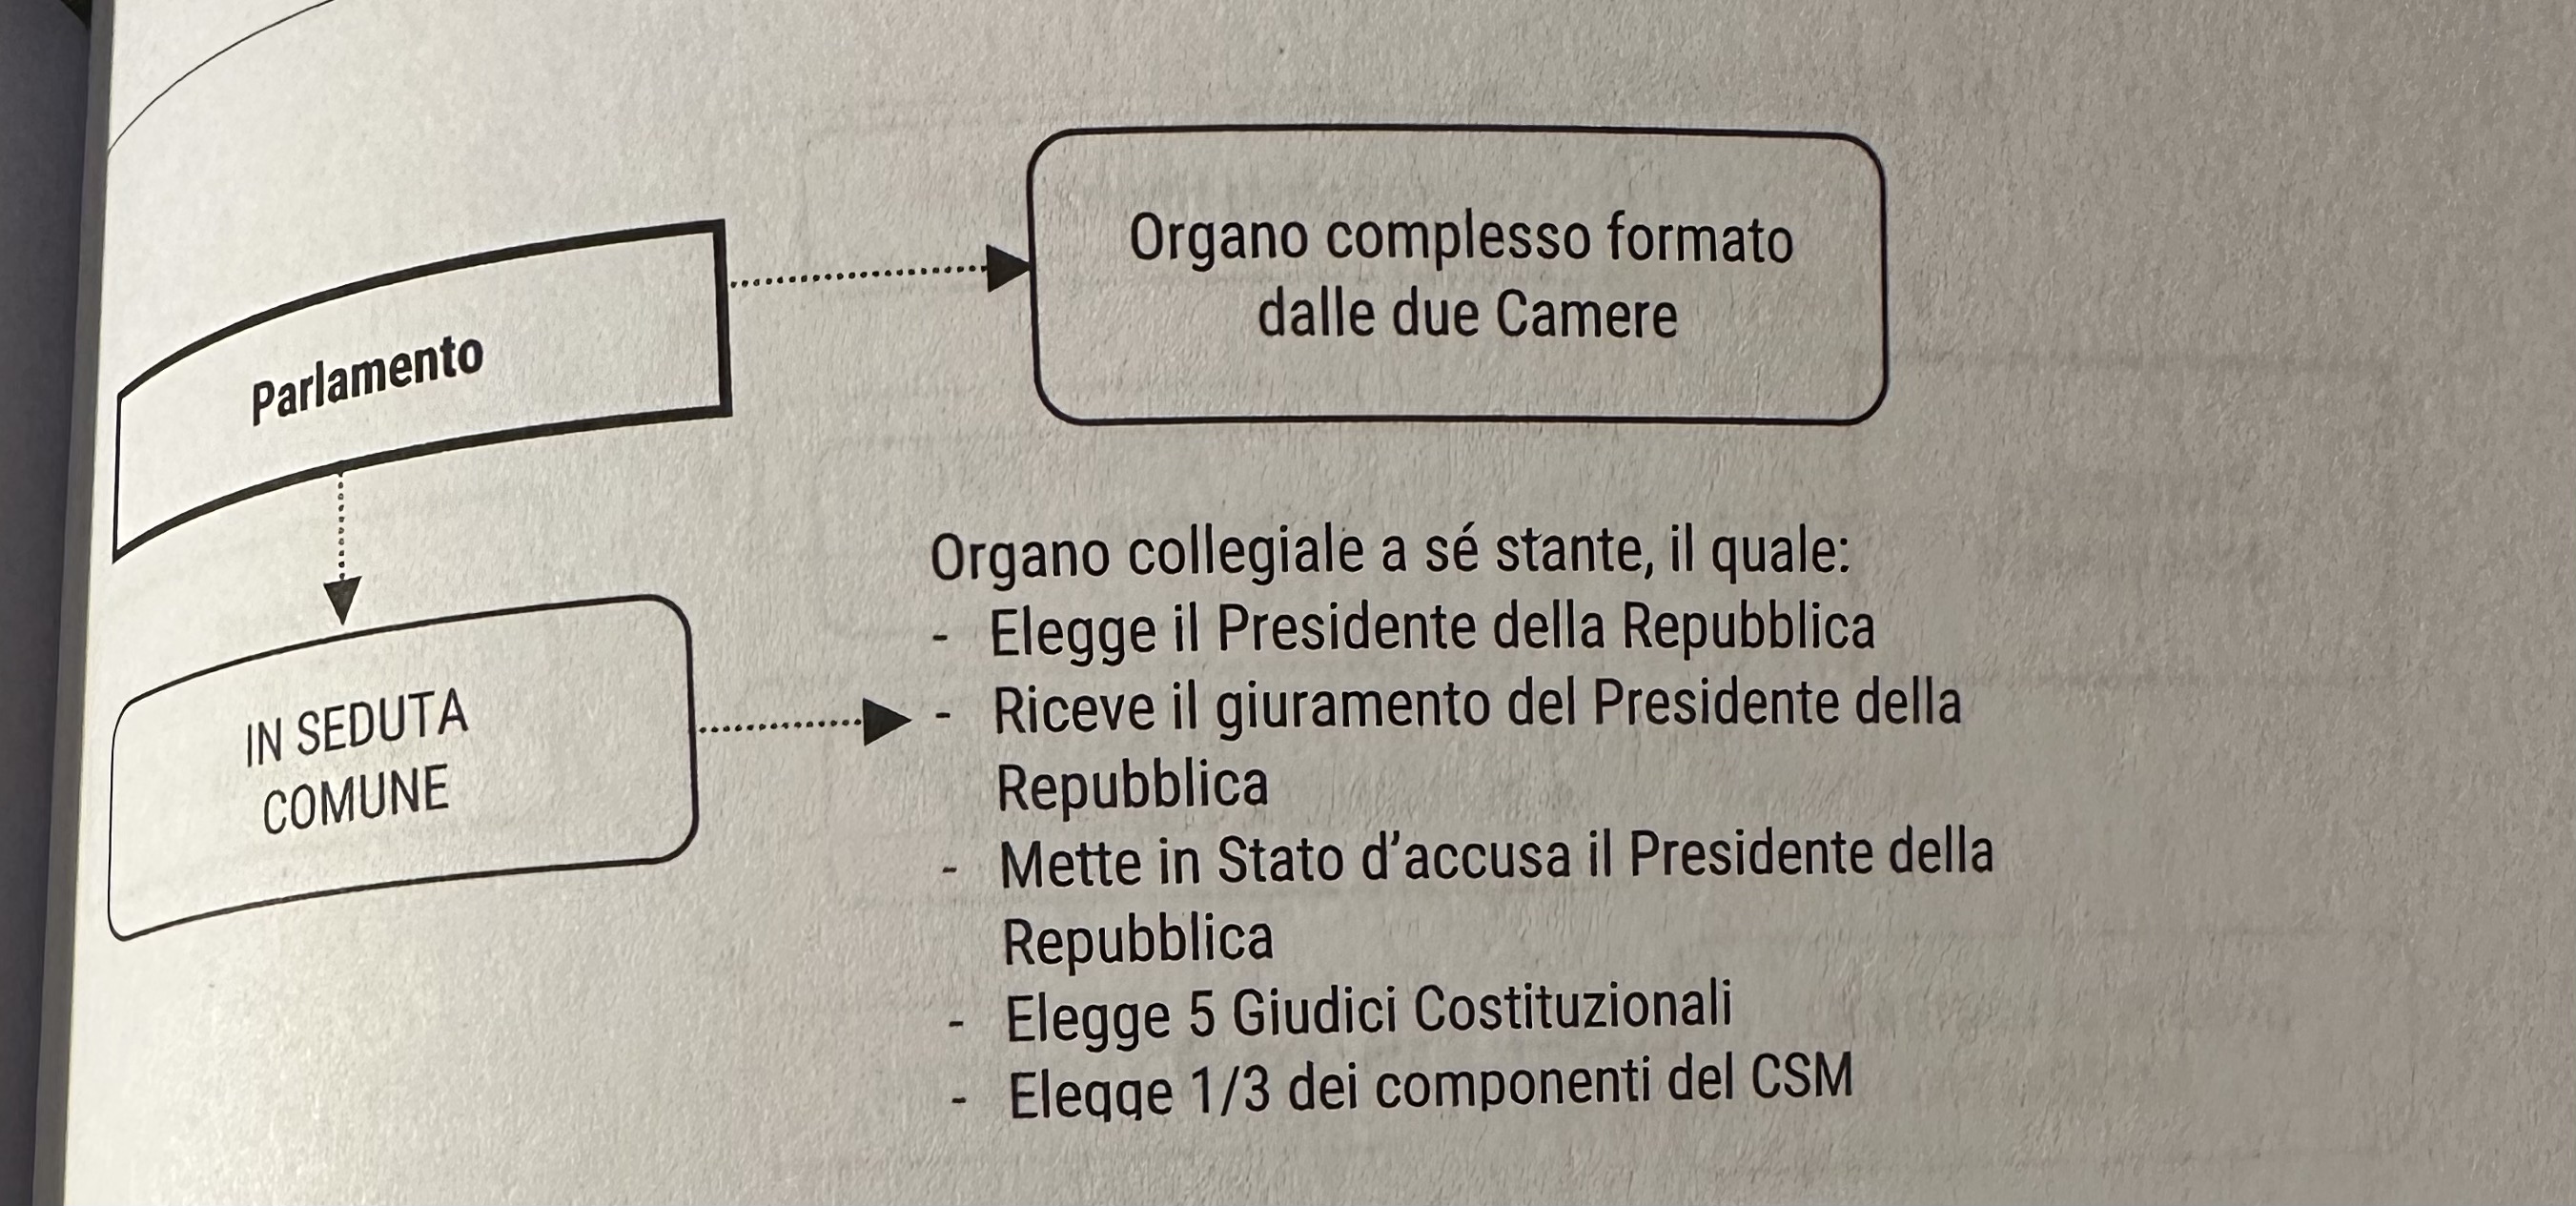 Parlamento
Organo complesso formato
dalle due Camere
IN SEDUTA
COMUNE
Organo collegiale a sé stante, il quale:
- Elegge il Presidente della Repubblica
- Riceve il giuramento del Presidente della
Repubblica
- Mette in Stato d'accusa il Presidente della
Repubblica
- Elegge 5 Giudici Costituzionali
- Elegge 1/3 dei componenti del CSM